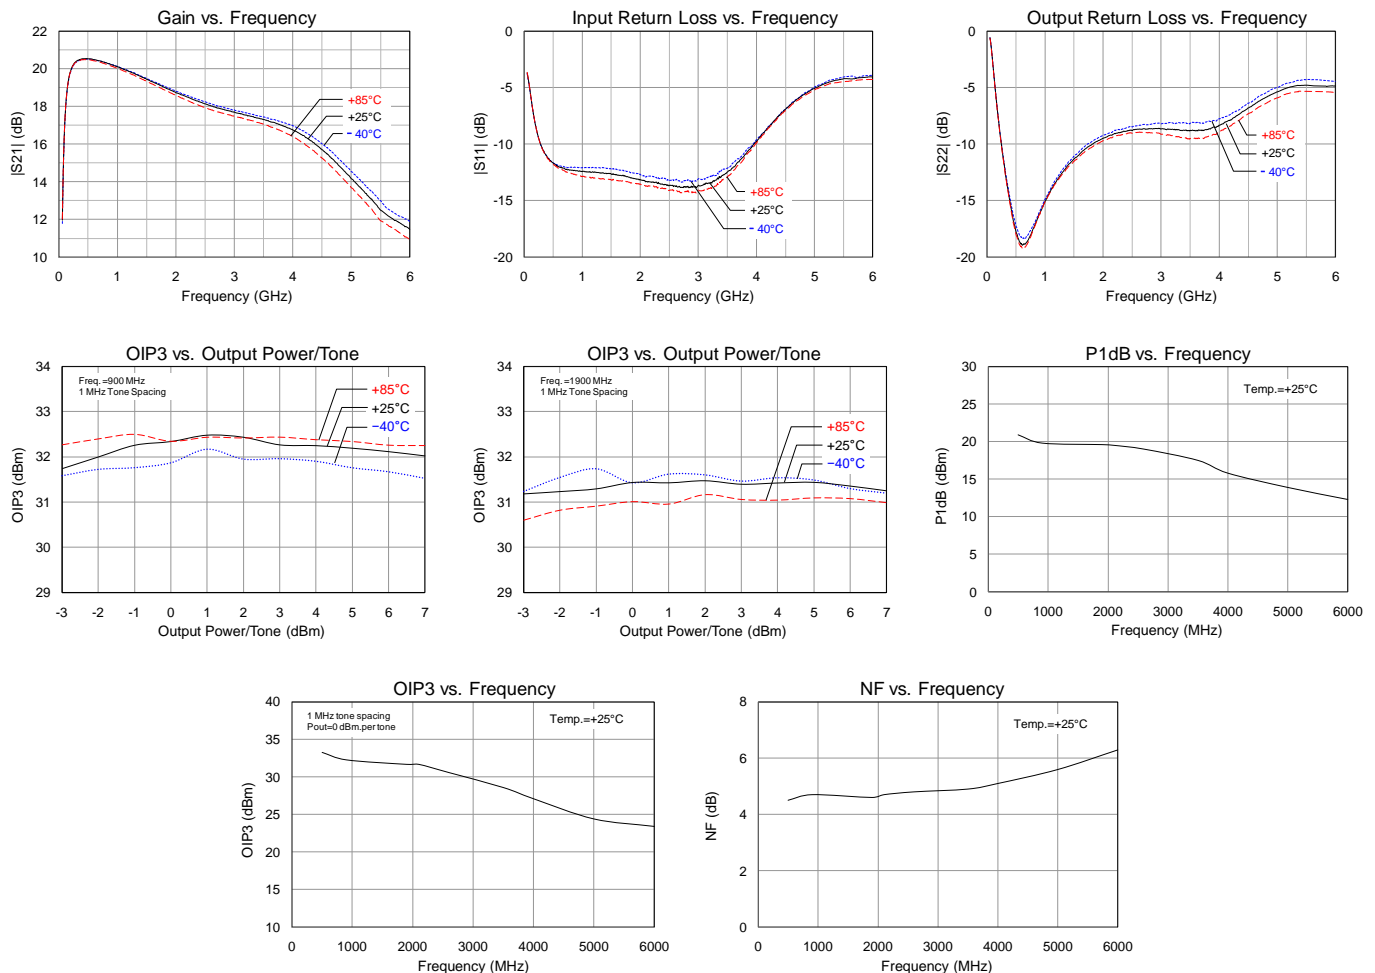 Gain vs. Frequency
22
20
18
16
14
12
10
|S21| (dB)
+85°C
+25°C
- 40°C
0 1 2 3 4 5 6
Frequency (GHz)
Input Return Loss vs. Frequency
0
-5
-10
-15
-20
|S11| (dB)
+85°C
+25°C
- 40°C
0 1 2 3 4 5 6
Frequency (GHz)
Output Return Loss vs. Frequency
0
-5
-10
-15
-20
|S22| (dB)
+85°C
+25°C
- 40°C
0 1 2 3 4 5 6
Frequency (GHz)
OIP3 vs. Output Power/Tone
34
33
32
31
30
29
OIP3 (dBm)
Freq.=900 MHz
1 MHz Tone Spacing
+85°C
+25°C
−40°C
-3 -2 -1 0 1 2 3 4 5 6 7
Output Power/Tone (dBm)
OIP3 vs. Output Power/Tone
34
33
32
31
30
29
OIP3 (dBm)
Freq.=1900 MHz
1 MHz Tone Spacing
+85°C
+25°C
−40°C
-3 -2 -1 0 1 2 3 4 5 6 7
Output Power/Tone (dBm)
P1dB vs. Frequency
30
25
20
15
10
5
0
P1dB (dBm)
Temp.=+25°C
0 1000 2000 3000 4000 5000 6000
Frequency (MHz)
OIP3 vs. Frequency
40
35
30
25
20
15
10
OIP3 (dBm)
1 MHz tone spacing
Pout=0 dBm.per tone
Temp.=+25°C
0 1000 2000 3000 4000 5000 6000
Frequency (MHz)
NF vs. Frequency
8
6
4
2
0
NF (dB)
Temp.=+25°C
0 1000 2000 3000 4000 5000 6000
Frequency (MHz)